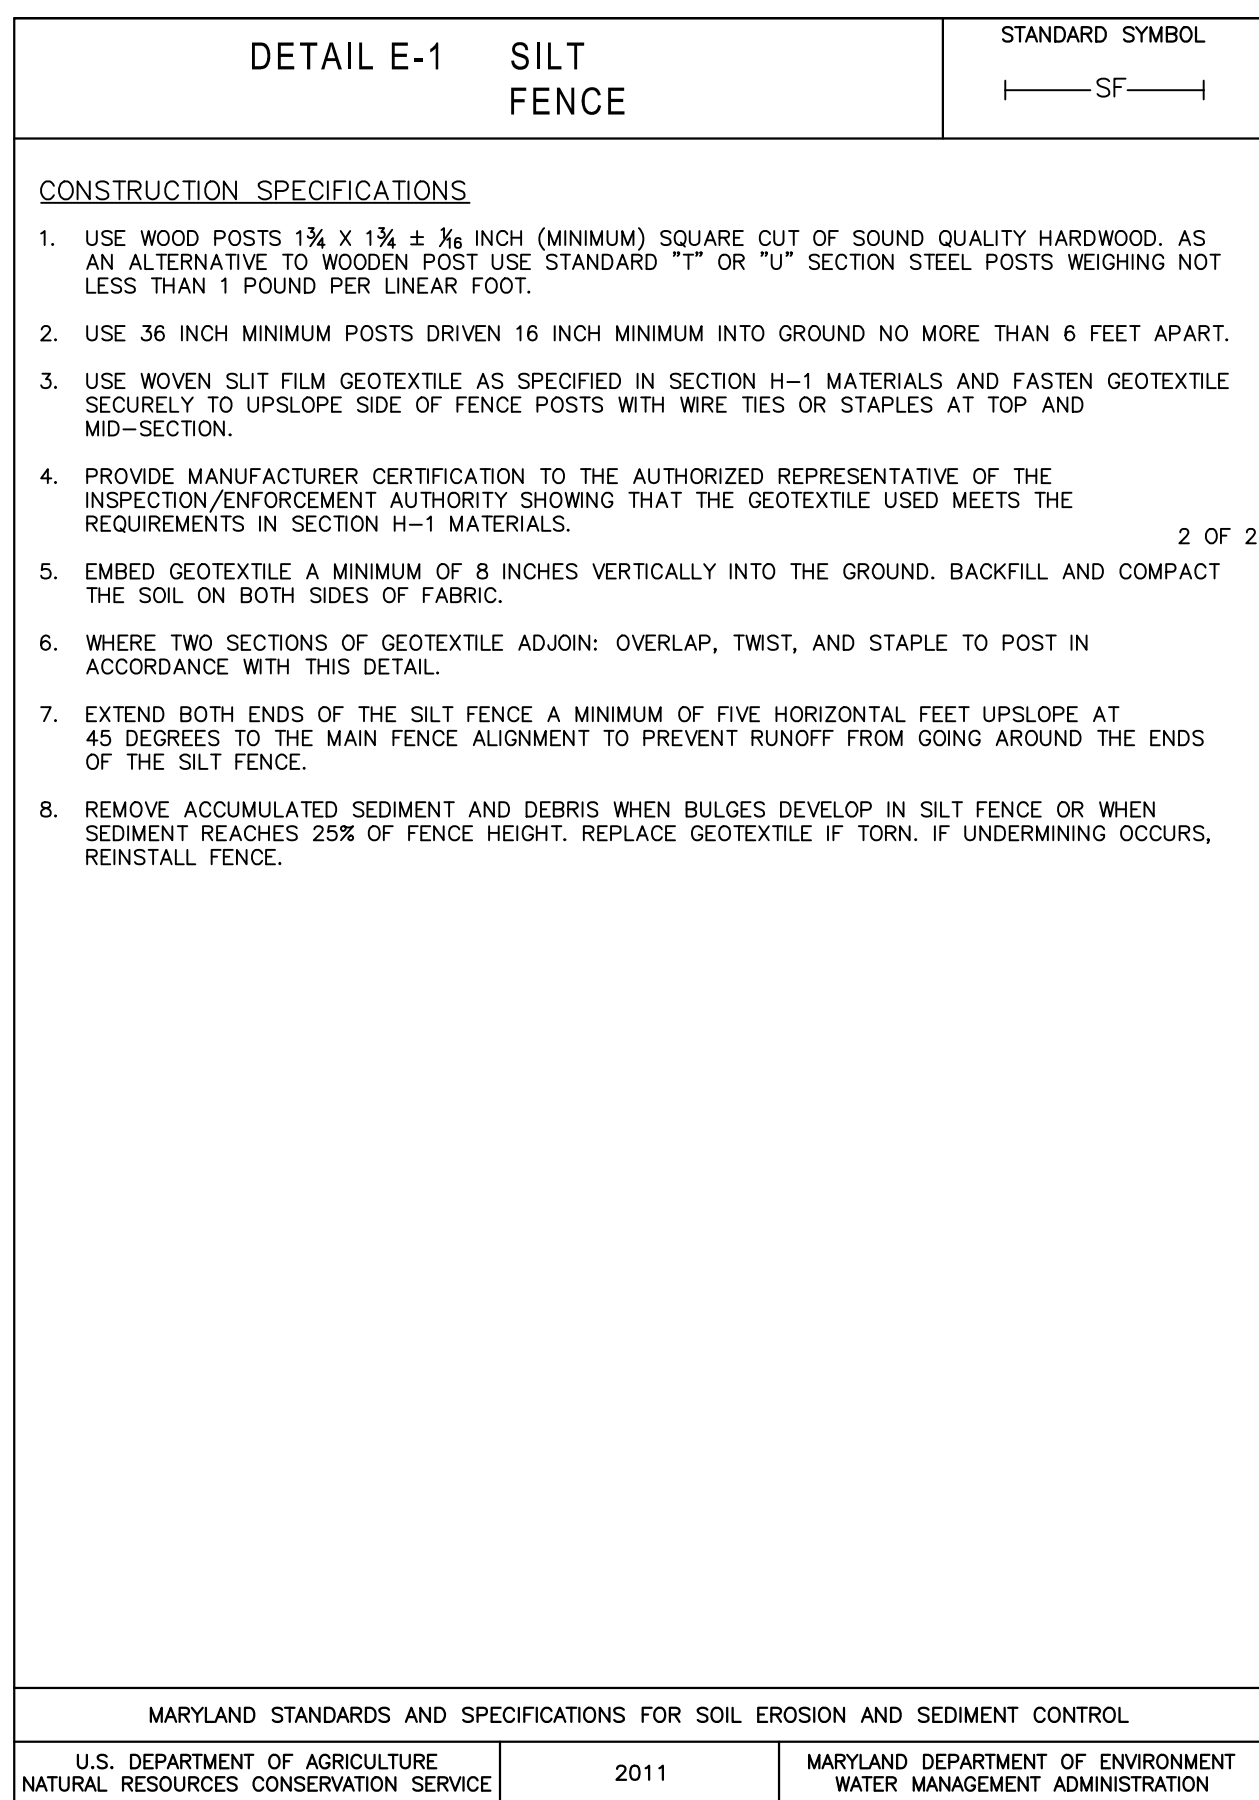 DETAIL E-1 SILT
FENCE
STANDARD SYMBOL
SF
CONSTRUCTION SPECIFICATIONS
1. USE WOOD POSTS 1¾ X 1¾ ± 1⁄16 INCH (MINIMUM) SQUARE CUT OF SOUND QUALITY HARDWOOD. AS
AN ALTERNATIVE TO WOODEN POST USE STANDARD "T" OR "U" SECTION STEEL POSTS WEIGHING NOT
LESS THAN 1 POUND PER LINEAR FOOT.
2. USE 36 INCH MINIMUM POSTS DRIVEN 16 INCH MINIMUM INTO GROUND NO MORE THAN 6 FEET APART.
3. USE WOVEN SLIT FILM GEOTEXTILE AS SPECIFIED IN SECTION H-1 MATERIALS AND FASTEN GEOTEXTILE
SECURELY TO UPSLOPE SIDE OF FENCE POSTS WITH WIRE TIES OR STAPLES AT TOP AND
MID-SECTION.
4. PROVIDE MANUFACTURER CERTIFICATION TO THE AUTHORIZED REPRESENTATIVE OF THE
INSPECTION/ENFORCEMENT AUTHORITY SHOWING THAT THE GEOTEXTILE USED MEETS THE
REQUIREMENTS IN SECTION H-1 MATERIALS.
2 OF 2
5. EMBED GEOTEXTILE A MINIMUM OF 8 INCHES VERTICALLY INTO THE GROUND. BACKFILL AND COMPACT
THE SOIL ON BOTH SIDES OF FABRIC.
6. WHERE TWO SECTIONS OF GEOTEXTILE ADJOIN: OVERLAP, TWIST, AND STAPLE TO POST IN
ACCORDANCE WITH THIS DETAIL.
7. EXTEND BOTH ENDS OF THE SILT FENCE A MINIMUM OF FIVE HORIZONTAL FEET UPSLOPE AT
45 DEGREES TO THE MAIN FENCE ALIGNMENT TO PREVENT RUNOFF FROM GOING AROUND THE ENDS
OF THE SILT FENCE.
8. REMOVE ACCUMULATED SEDIMENT AND DEBRIS WHEN BULGES DEVELOP IN SILT FENCE OR WHEN
SEDIMENT REACHES 25% OF FENCE HEIGHT. REPLACE GEOTEXTILE IF TORN. IF UNDERMINING OCCURS,
REINSTALL FENCE.
MARYLAND STANDARDS AND SPECIFICATIONS FOR SOIL EROSION AND SEDIMENT CONTROL
U.S. DEPARTMENT OF AGRICULTURE
NATURAL RESOURCES CONSERVATION SERVICE
2011
MARYLAND DEPARTMENT OF ENVIRONMENT
WATER MANAGEMENT ADMINISTRATION